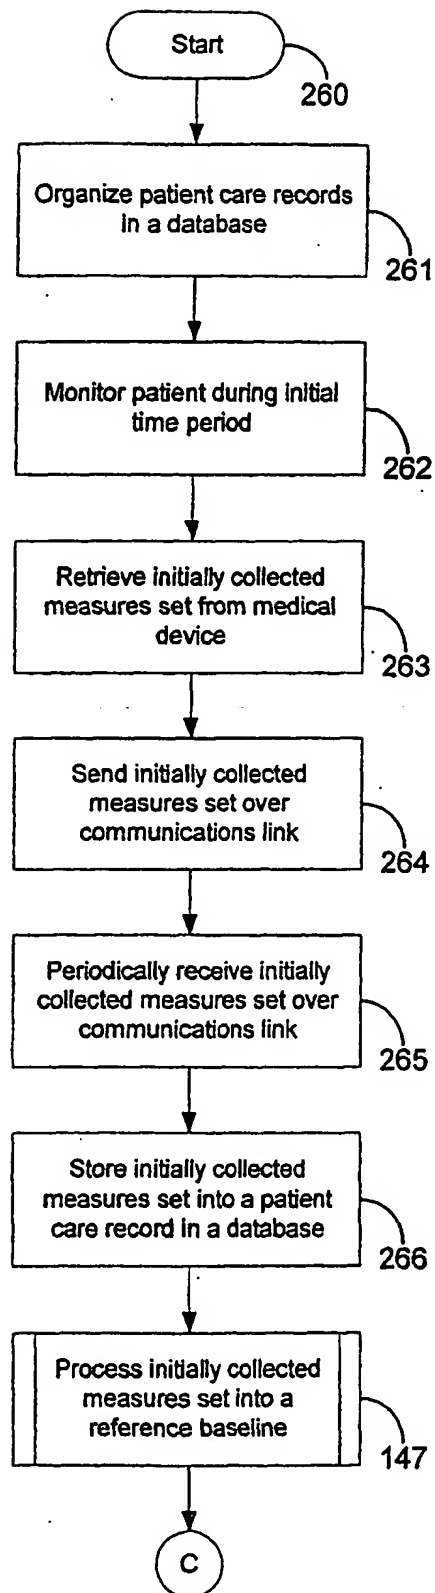 Start
260
Organize patient care records
in a database
261
Monitor patient during initial
time period
262
Retrieve initially collected
measures set from medical
device
263
Send initially collected
measures set over
communications link
264
Periodically receive initially
collected measures set over
communications link
265
Store initially collected
measures set into a patient
care record in a database
266
Process initially collected
measures set into a
reference baseline
147
C